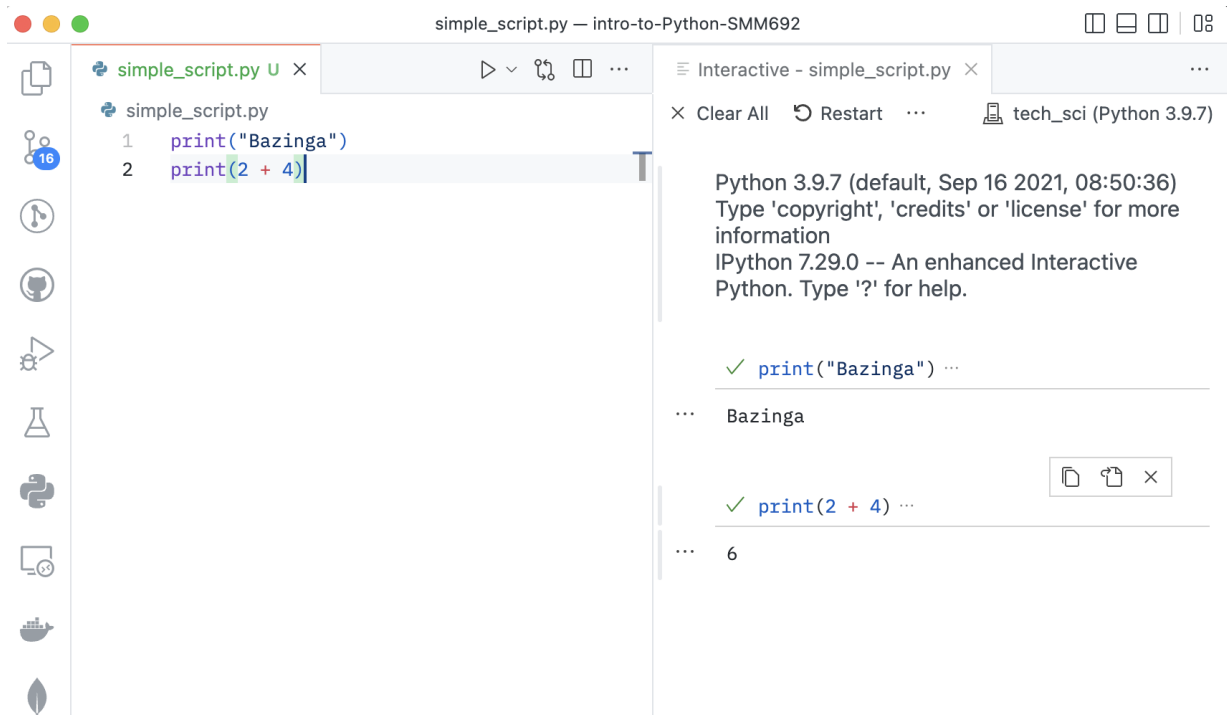 simple_script.py — intro-to-Python-SMM692
16
simple_script.py U
simple_script.py
1 print("Bazinga")
2 print(2 + 4)
Interactive - simple_script.py
Clear All Restart ··· tech_sci (Python 3.9.7)
Python 3.9.7 (default, Sep 16 2021, 08:50:36)
Type 'copyright', 'credits' or 'license' for more
information
IPython 7.29.0 -- An enhanced Interactive
Python. Type '?' for help.
print("Bazinga") ···
Bazinga
print(2 + 4) ···
6